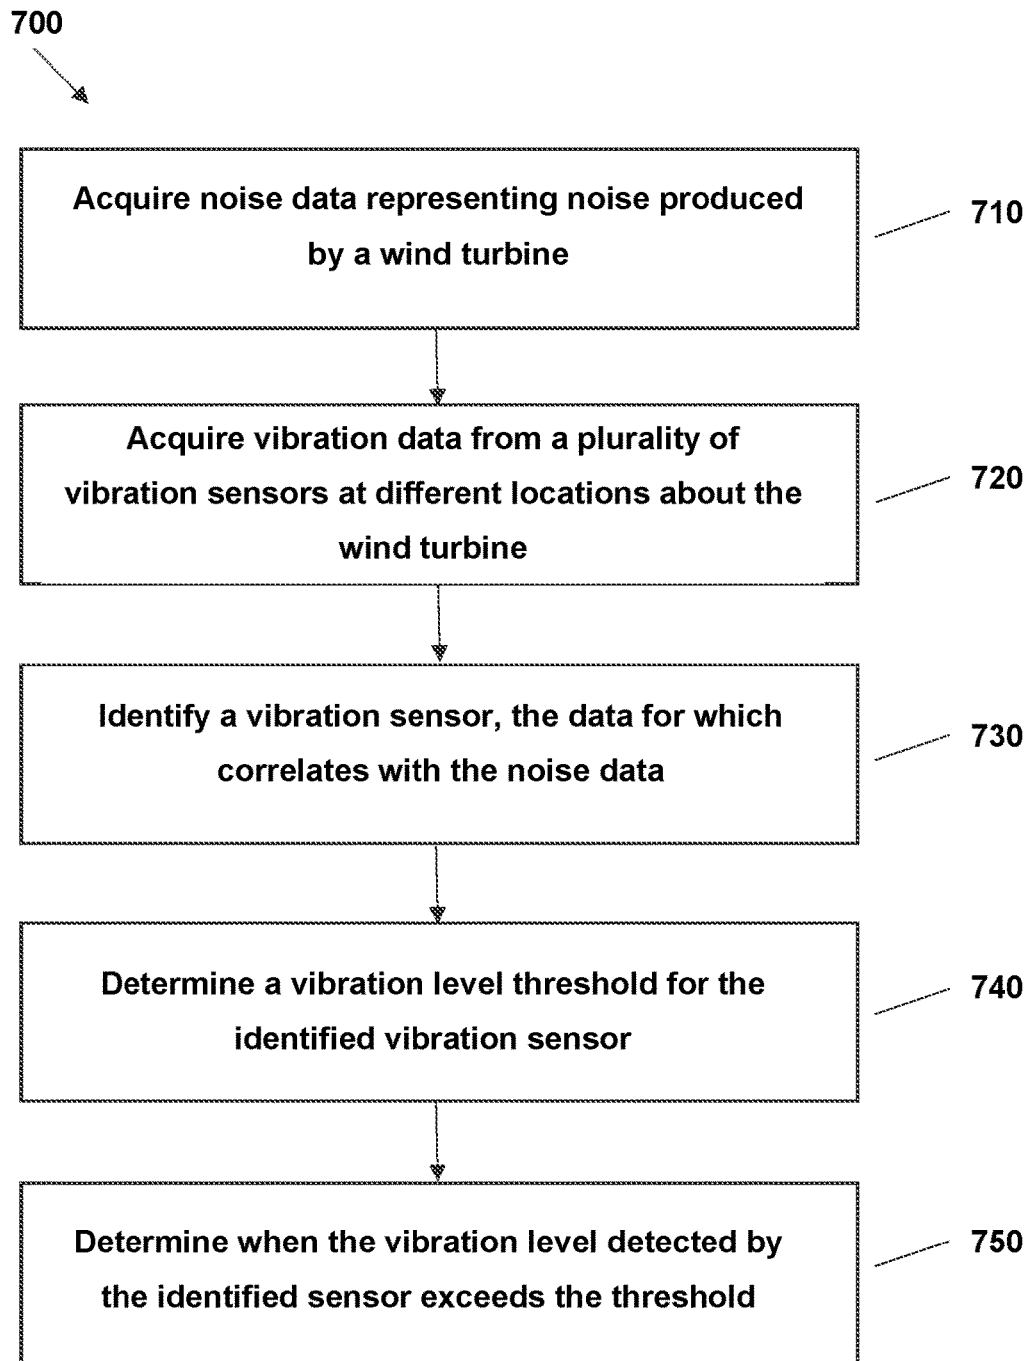 700
Acquire noise data representing noise produced
by a wind turbine
710
Acquire vibration data from a plurality of
vibration sensors at different locations about the
wind turbine
720
Identify a vibration sensor, the data for which
correlates with the noise data
730
Determine a vibration level threshold for the
identified vibration sensor
740
Determine when the vibration level detected by
the identified sensor exceeds the threshold
750